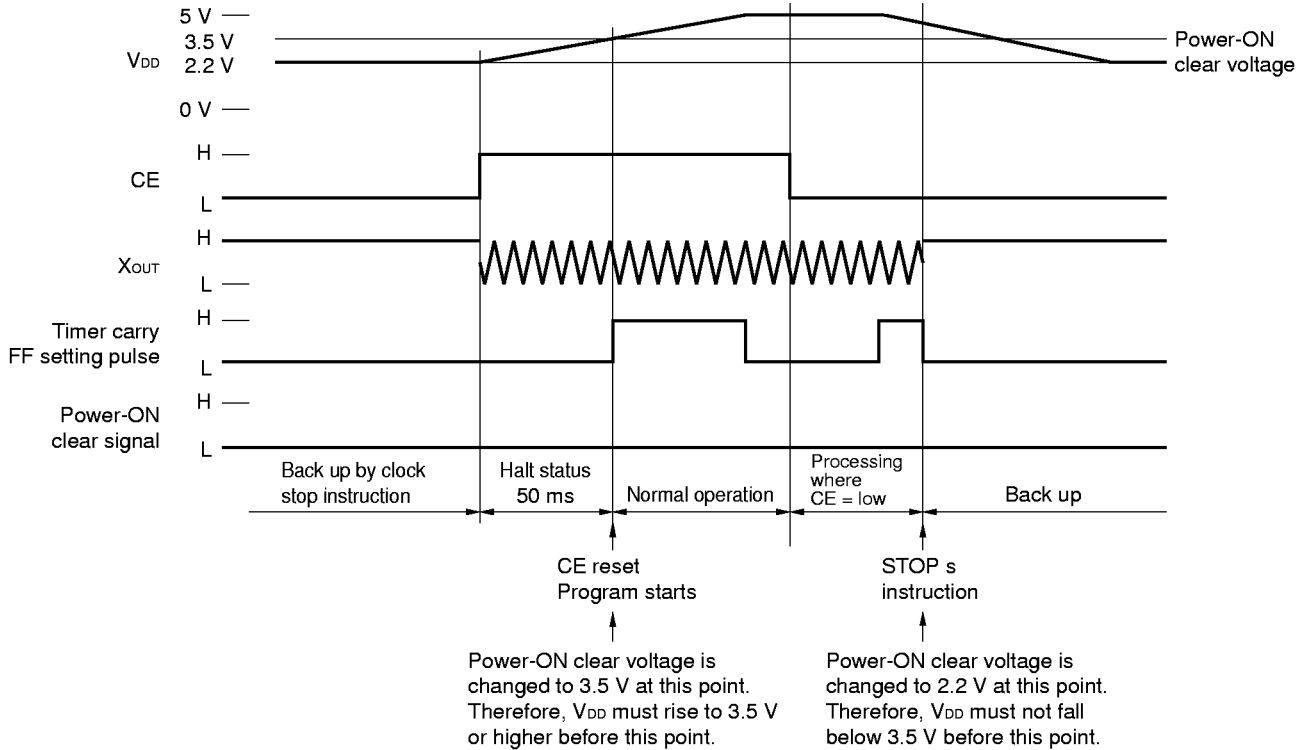 5 V
3.5 V
VDD 2.2 V
0 V
Power-ON
clear voltage
H
CE
L
H
XOUT
L
H
Timer carry
FF setting pulse
L
H
Power-ON
clear signal
L
Back up by clock
stop instruction
Halt status
50 ms
Normal operation
Processing
where
CE = low
Back up
CE reset
Program starts
STOP s
instruction
Power-ON clear voltage is
changed to 3.5 V at this point.
Therefore, VDD must rise to 3.5 V
or higher before this point.
Power-ON clear voltage is
changed to 2.2 V at this point.
Therefore, VDD must not fall
below 3.5 V before this point.